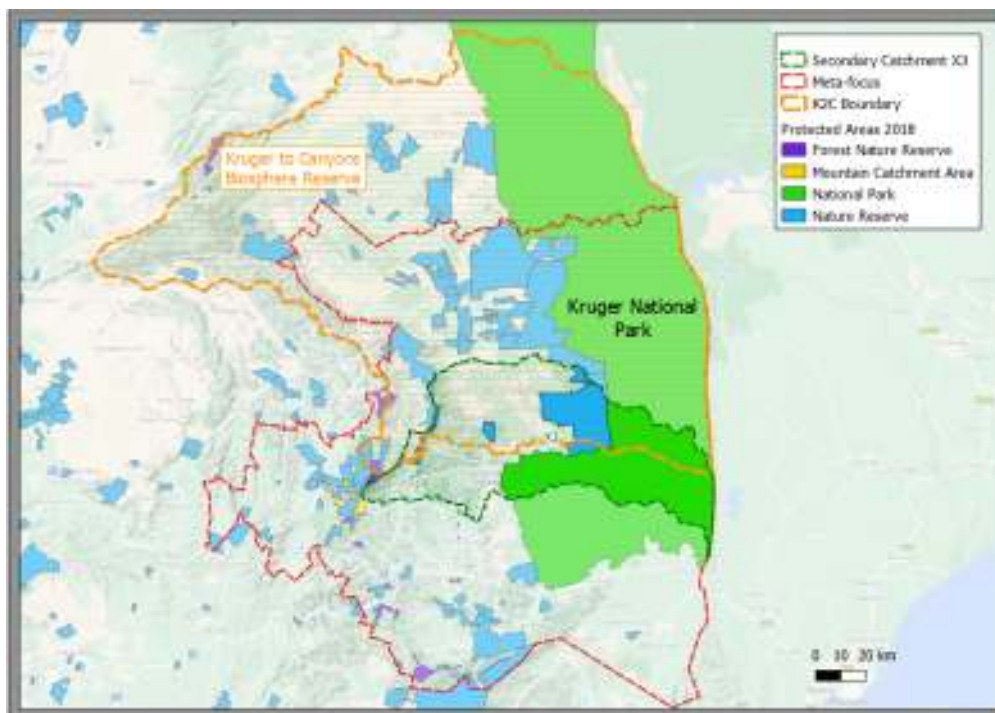 Secondary Catchment X3
Meta-focus
K2C Boundary
Protected Areas 2018
Forest Nature Reserve
Mountain Catchment Area
National Park
Nature Reserve
Kruger to Canyons
Biosphere Reserve
Kruger National
Park
0 10 20 km